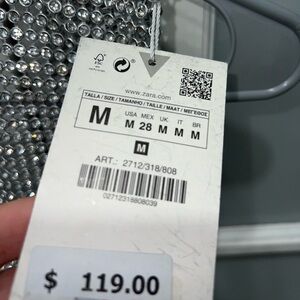 FSC
www.zara.com
TALLA / SIZE / TAMANHO / TAILLE / MAAT / ΜΕΓΕΘΟΣ
M
USA MEX UK IT BR
M 28 M M M
M
ART.: 2712/318/808
02712318808039
$ 119.00